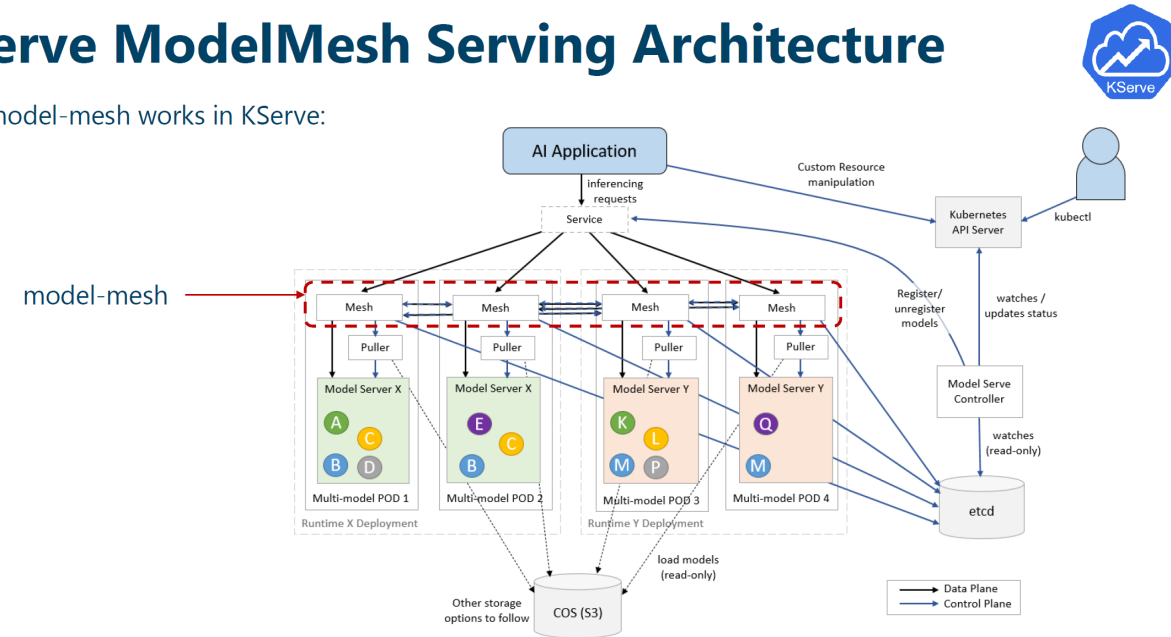 erve ModelMesh Serving Architecture
KServe
nodel-mesh works in KServe:
AI Application
inferencing
requests
Custom Resource
manipulation
Service
Kubernetes
API Server
kubectl
model-mesh
Mesh
Mesh
Mesh
Mesh
Register/
unregister
models
watches /
updates status
Puller
Puller
Puller
Puller
Model Server X
Model Server X
Model Server Y
Model Server Y
Model Serve
Controller
A
C
B
D
E
C
B
K
L
M
P
Q
M
watches
(read-only)
Multi-model POD 1
Multi-model POD 2
Multi-model POD 3
Multi-model POD 4
etcd
Runtime X Deployment
Runtime Y Deployment
load models
(read-only)
Other storage
options to follow
COS (S3)
Data Plane
Control Plane